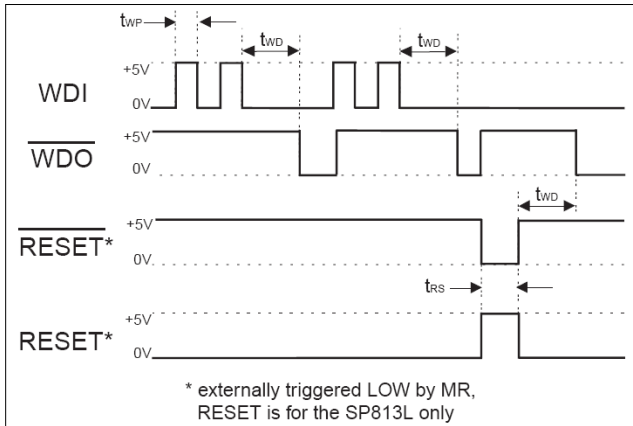 tWP
tWD
tWD
+5V
WDI
0V
+5V
WDO
0V
tWD
+5V
RESET*
0V
tRS
+5V
RESET*
0V
* externally triggered LOW by MR,
RESET is for the SP813L only